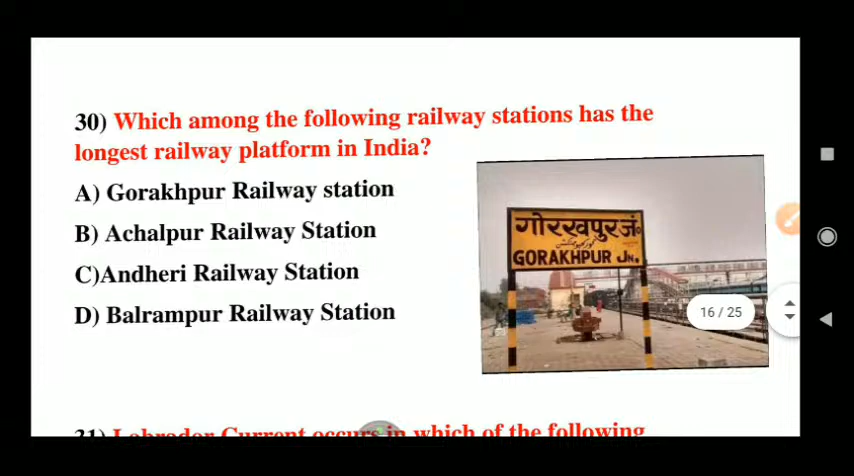 30) Which among the following railway stations has the
longest railway platform in India?
A) Gorakhpur Railway station
B) Achalpur Railway Station
C)Andheri Railway Station
D) Balrampur Railway Station
गोरखपुर जं॰
GORAKHPUR JN.
16 / 25
31) Labrador Current occurs in which of the following